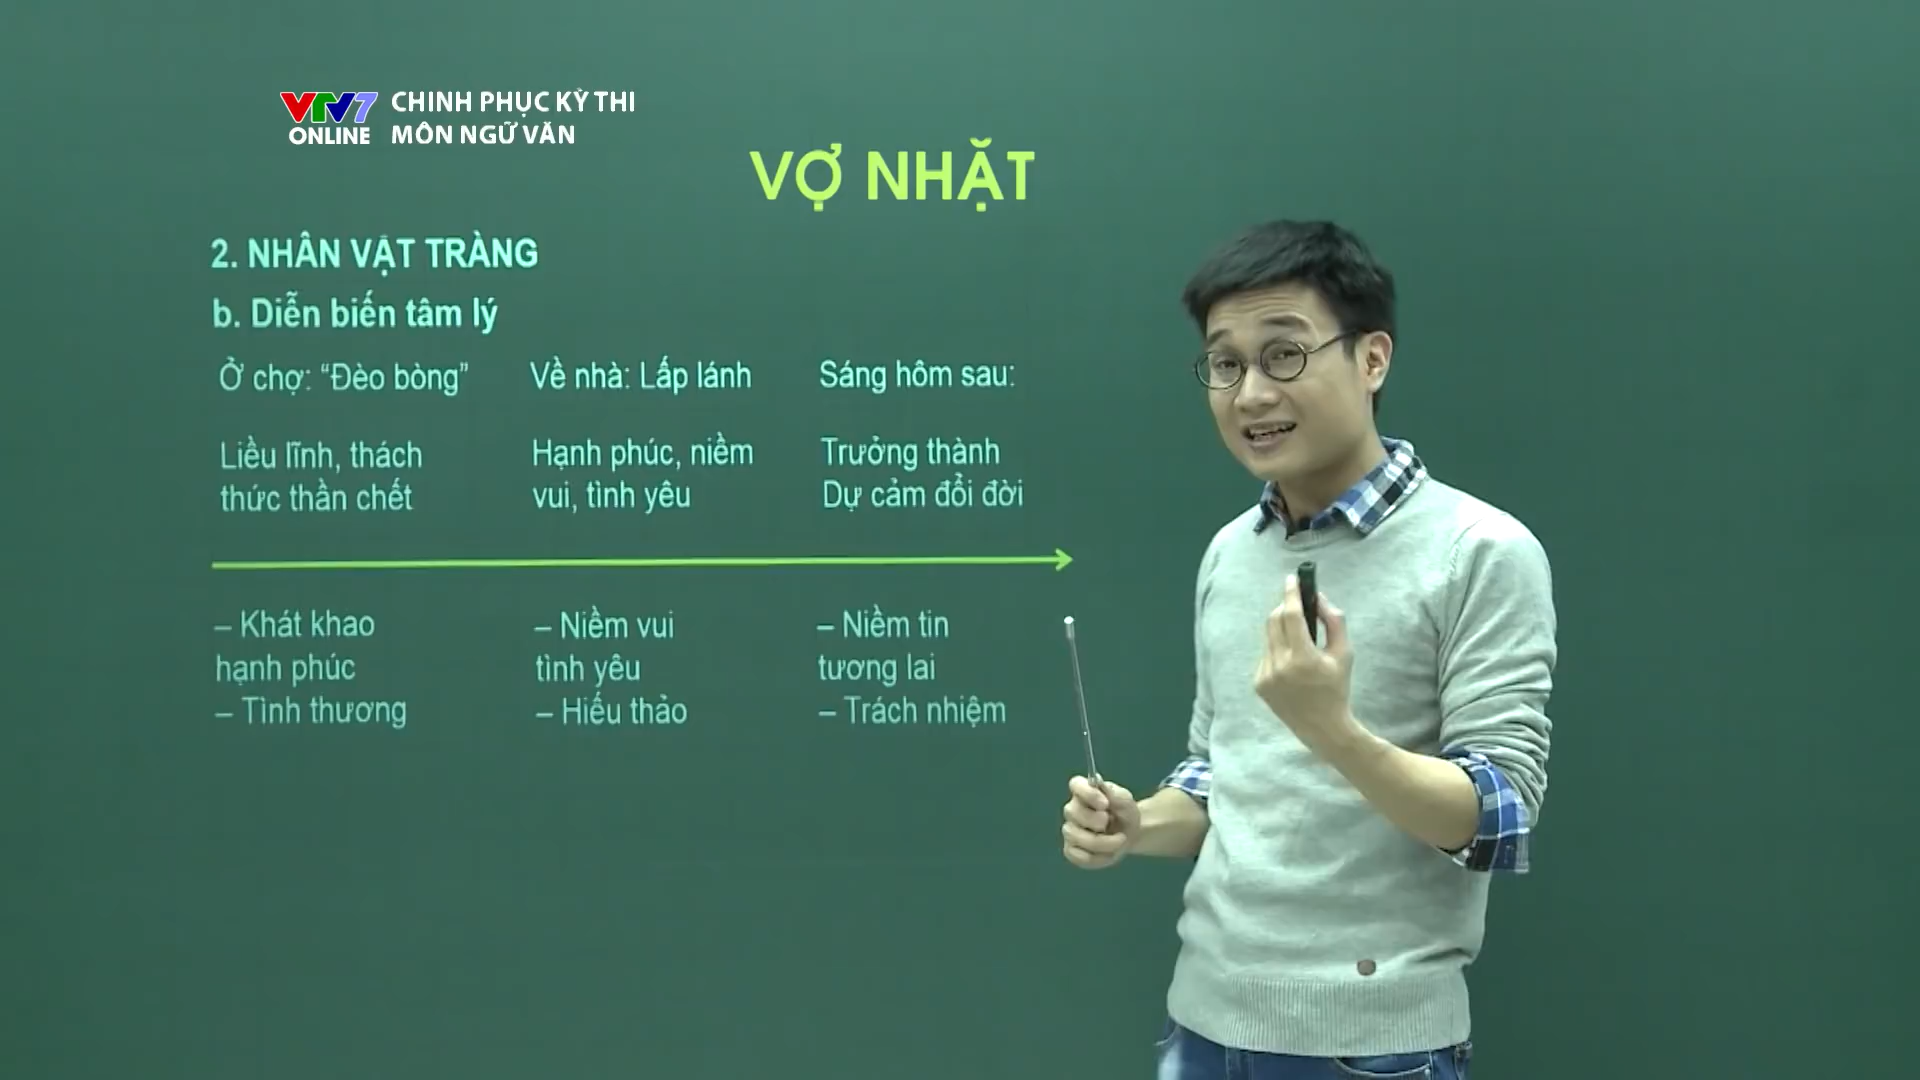 VTV7
ONLINE
CHINH PHỤC KỲ THI
MÔN NGỮ VĂN
VỢ NHẶT
2. NHÂN VẬT TRÀNG
b. Diễn biến tâm lý
Ở chợ: “Đèo bòng”
Liều lĩnh, thách
thức thần chết
Về nhà: Lấp lánh
Hạnh phúc, niềm
vui, tình yêu
Sáng hôm sau:
Trưởng thành
Dự cảm đổi đời
– Khát khao
hạnh phúc
– Tình thương
– Niềm vui
tình yêu
– Hiếu thảo
– Niềm tin
tương lai
– Trách nhiệm